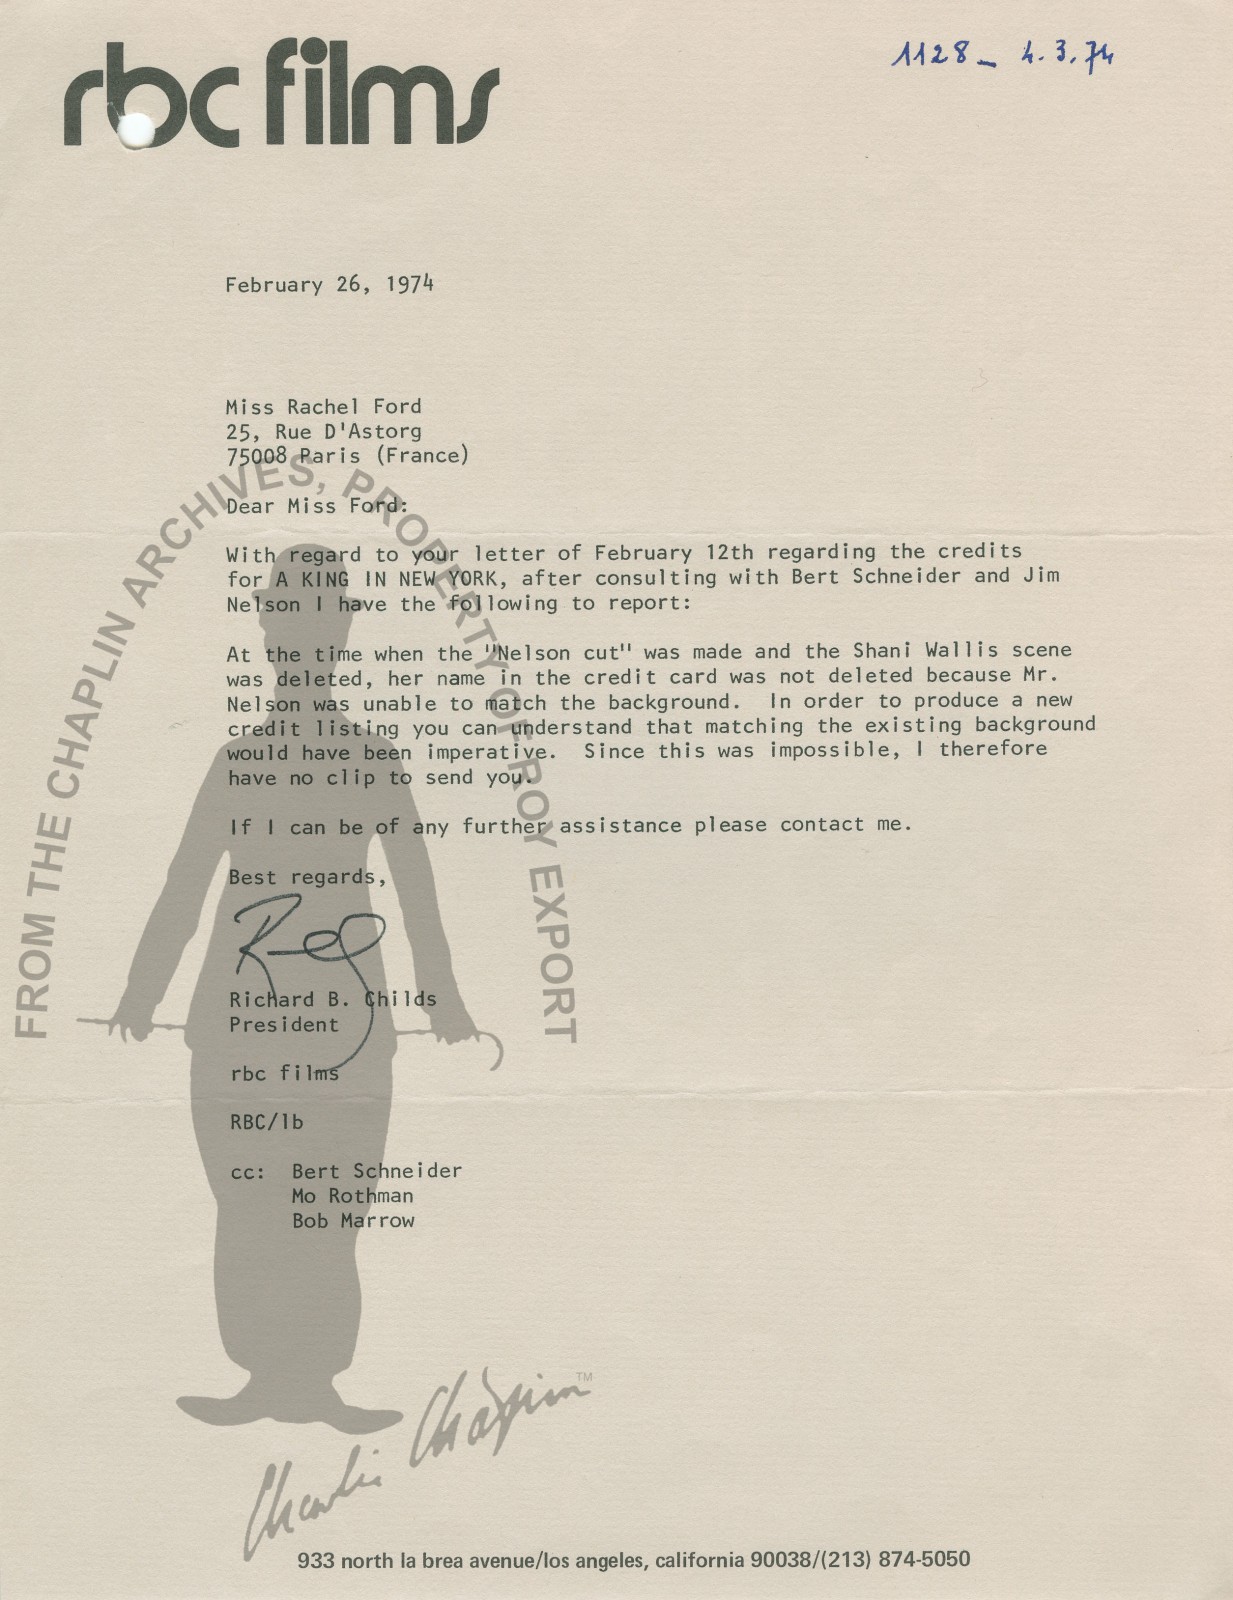 rbc films
1128 - 4.3.74
February 26, 1974
Miss Rachel Ford
25, Rue D'Astorg
75008 Paris (France)
Dear Miss Ford:
With regard to your letter of February 12th regarding the credits
for A KING IN NEW YORK, after consulting with Bert Schneider and Jim
Nelson I have the following to report:
At the time when the "Nelson cut" was made and the Shani Wallis scene
was deleted, her name in the credit card was not deleted because Mr.
Nelson was unable to match the background.  In order to produce a new
credit listing you can understand that matching the existing background
would have been imperative.  Since this was impossible, I therefore
have no clip to send you.
If I can be of any further assistance please contact me.
Best regards,
Richard B. Childs
President
rbc films
RBC/lb
cc:  Bert Schneider
Mo Rothman
Bob Marrow
FROM THE CHAPLIN ARCHIVES, PROPERTY OF ROY EXPORT
Charlie Chaplin TM
933 north la brea avenue/los angeles, california 90038/(213) 874-5050